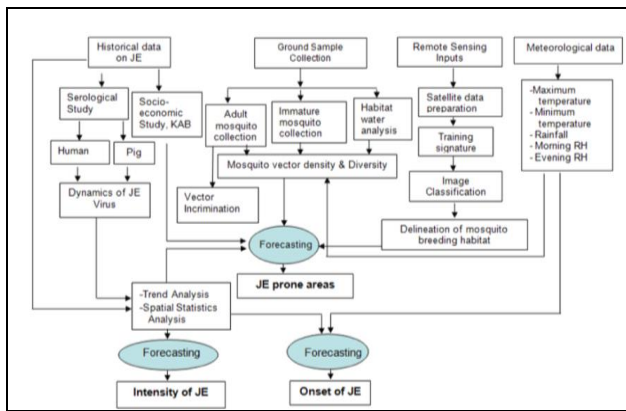 Historical data
on JE
Ground Sample
Collection
Remote Sensing
Inputs
Meteorological data
Serological
Study
Socio-
economic
Study, KAB
Adult
mosquito
collection
Immature
mosquito
collection
Habitat
water
analysis
Satellite data
preparation
-Maximum
temperature
-Minimum
temperature
-Rainfall
- Morning RH
- Evening RH
Training
signature
Human
Pig
Mosquito vector density & Diversity
Image
Classification
Dynamics of JE
Virus
Vector
Incrimination
Delineation of mosquito
breeding habitat
Forecasting
JE prone areas
-Trend Analysis
-Spatial Statistics
Analysis
Forecasting
Forecasting
Intensity of JE
Onset of JE